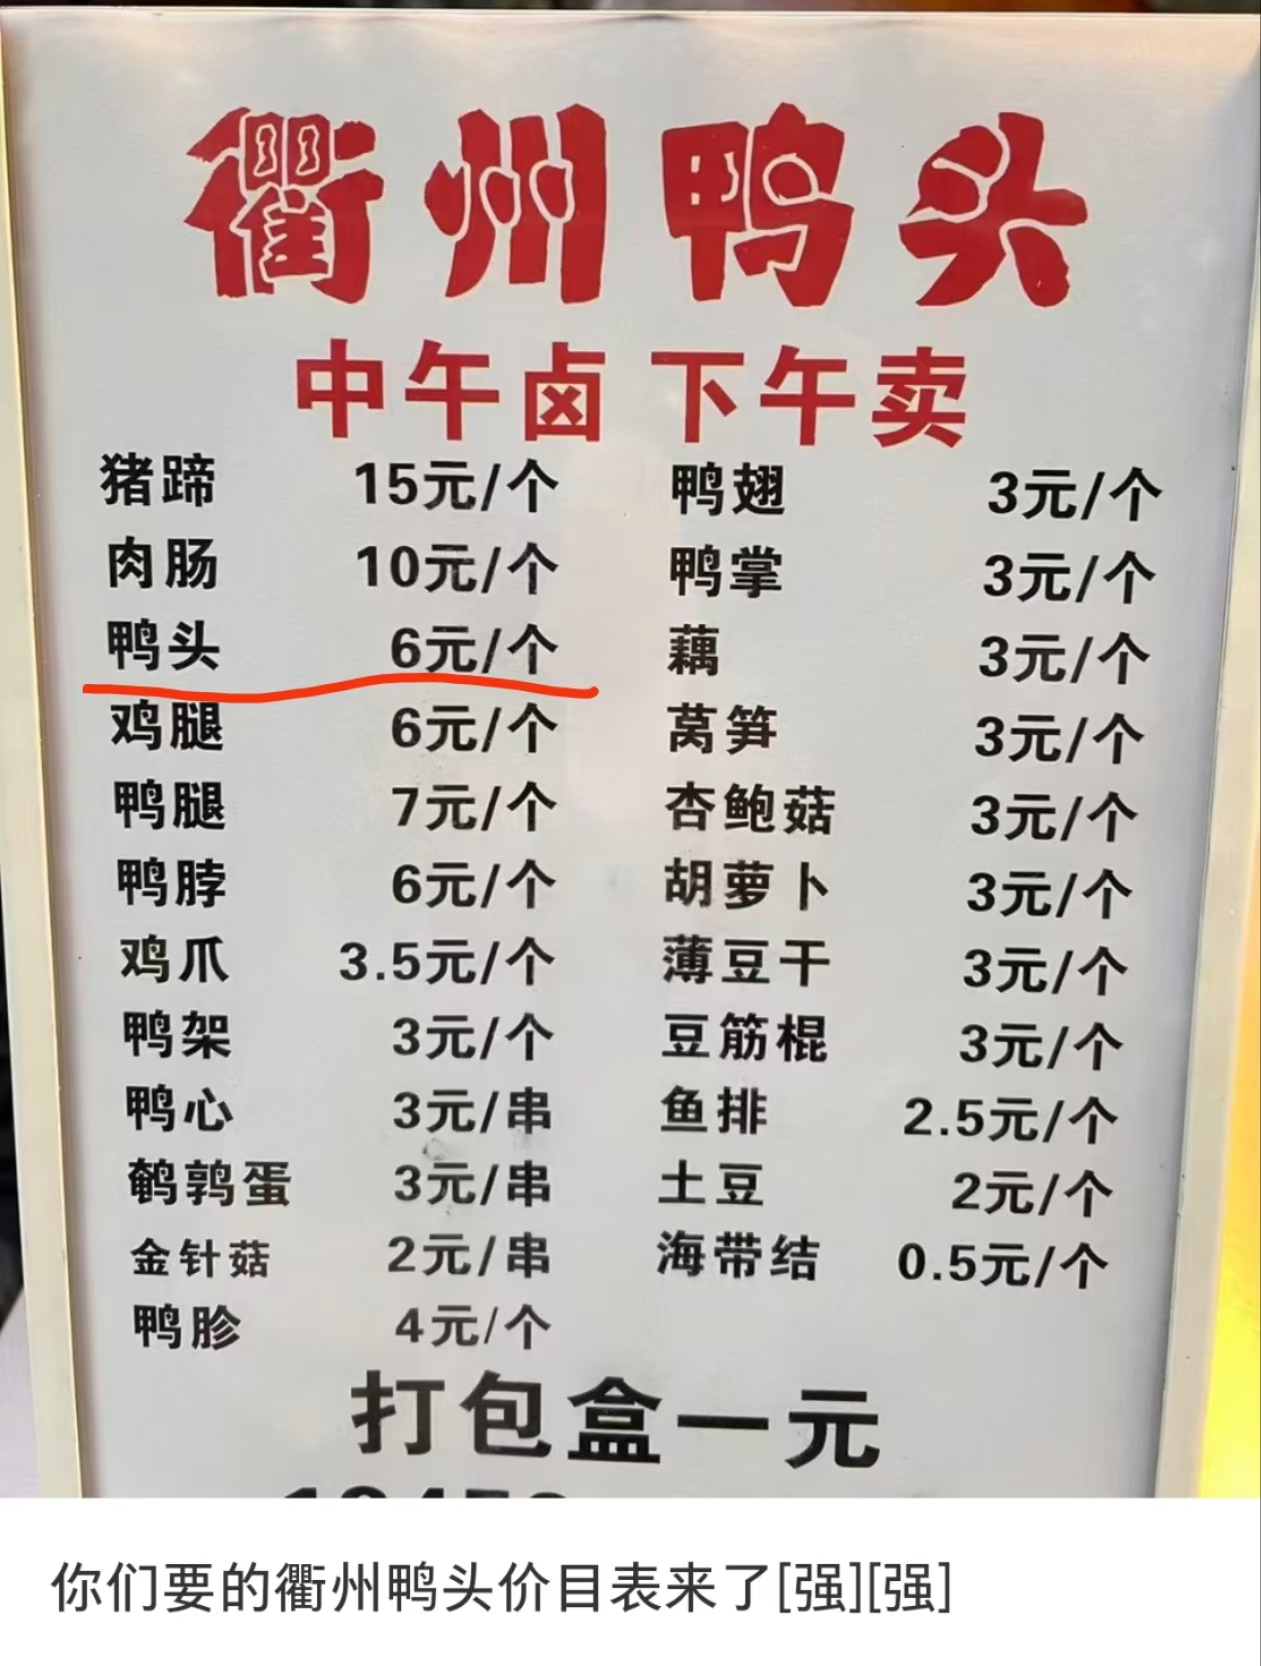 衢州鸭头
中午卤 下午卖
猪蹄 15元/个 鸭翅 3元/个
肉肠 10元/个 鸭掌 3元/个
鸭头 6元/个 藕 3元/个
鸡腿 6元/个 莴笋 3元/个
鸭腿 7元/个 杏鲍菇 3元/个
鸭脖 6元/个 胡萝卜 3元/个
鸡爪 3.5元/个 薄豆干 3元/个
鸭架 3元/个 豆筋棍 3元/个
鸭心 3元/串 鱼排 2.5元/个
鹌鹑蛋 3元/串 土豆 2元/个
金针菇 2元/串 海带结 0.5元/个
鸭胗 4元/个
打包盒一元
你们要的衢州鸭头价目表来了[强][强]